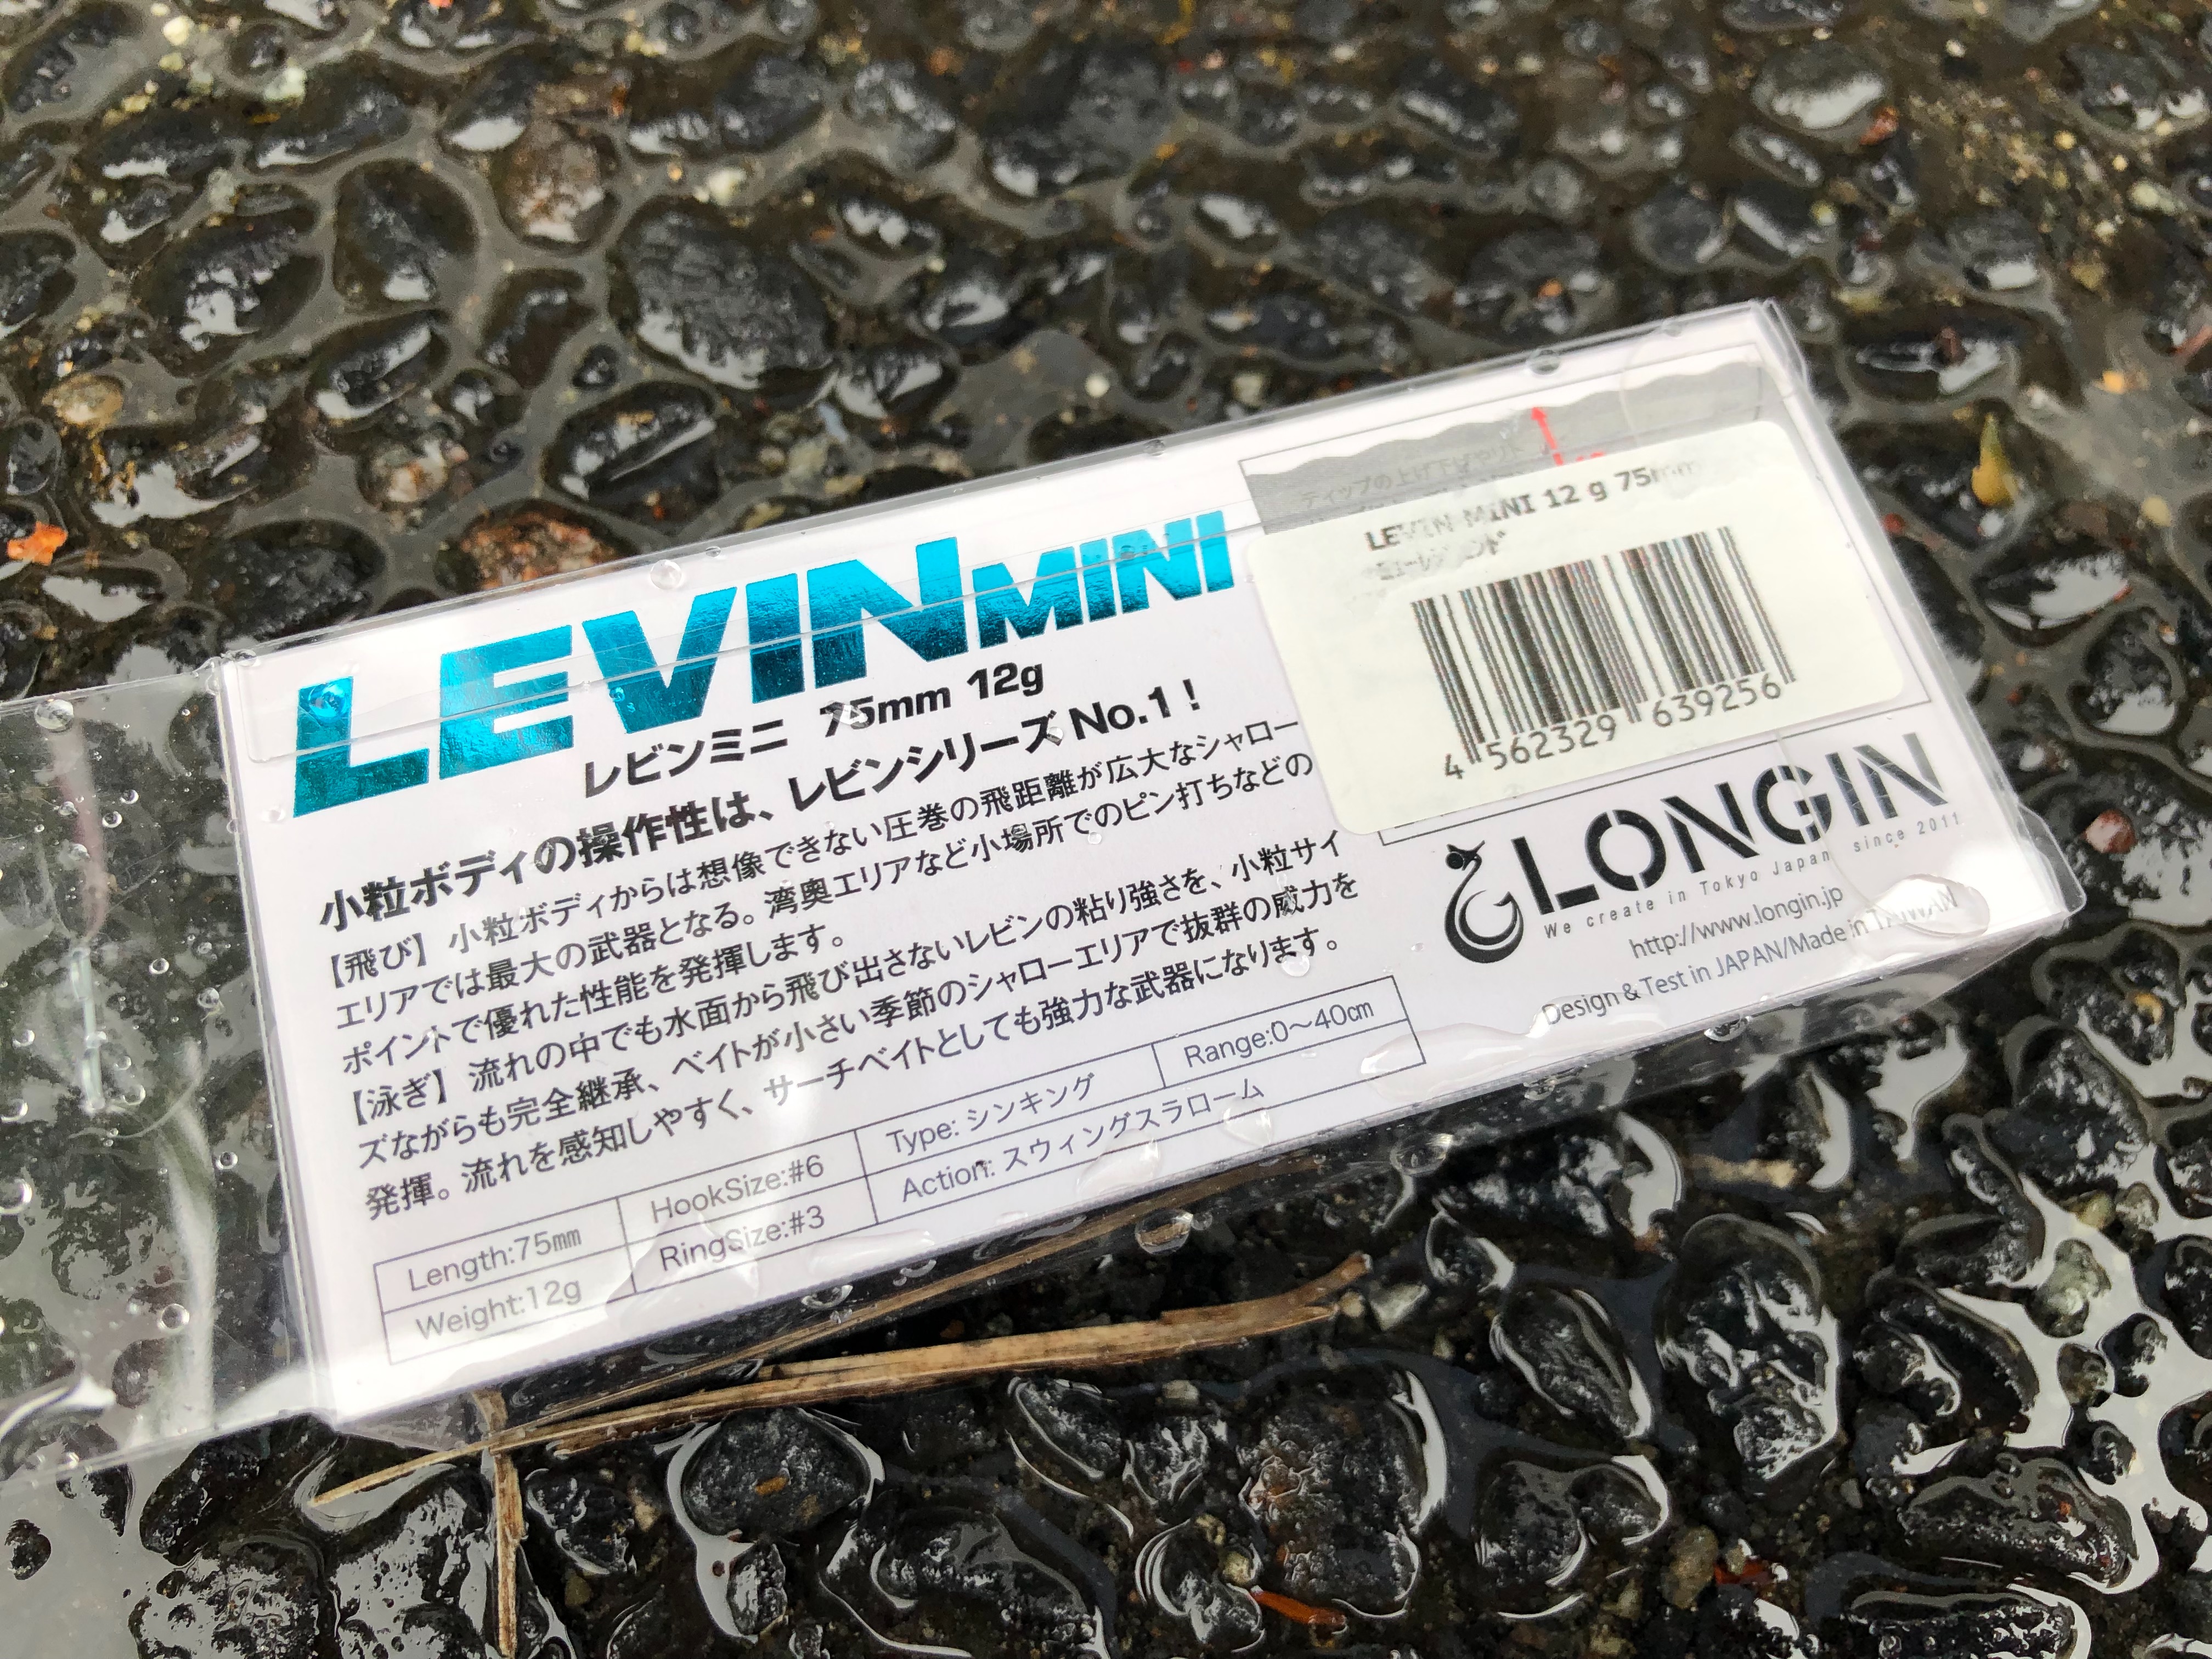 LEVIN MINI
レビンミニ 75mm 12g
小粒ボディの操作性は、レビンシリーズNo.1！
【飛び】小粒ボディからは想像できない圧巻の飛距離が広大なシャロー
エリアでは最大の武器となる。湾奥エリアなど小場所でのピン打ちなどの
ポイントで優れた性能を発揮します。
【泳ぎ】流れの中でも水面から飛び出さないレビンの粘り強さを、小粒サイ
ズながらも完全継承、ベイトが小さい季節のシャローエリアで抜群の威力を
発揮。流れを感知しやすく、サーチベイトとしても強力な武器になります。
Length:75mm
HookSize:#6
Type: シンキング
Range:0〜40cm
Weight:12g
RingSize:#3
Action: スウィングスラローム
ティップの上げ下げやリト
LEVIN MINI 12 g 75mm
4 562329 639256
LONGIN
We create in Tokyo Japan since 2011
http://www.longin.jp
Design & Test in JAPAN/Made in TAIWAN